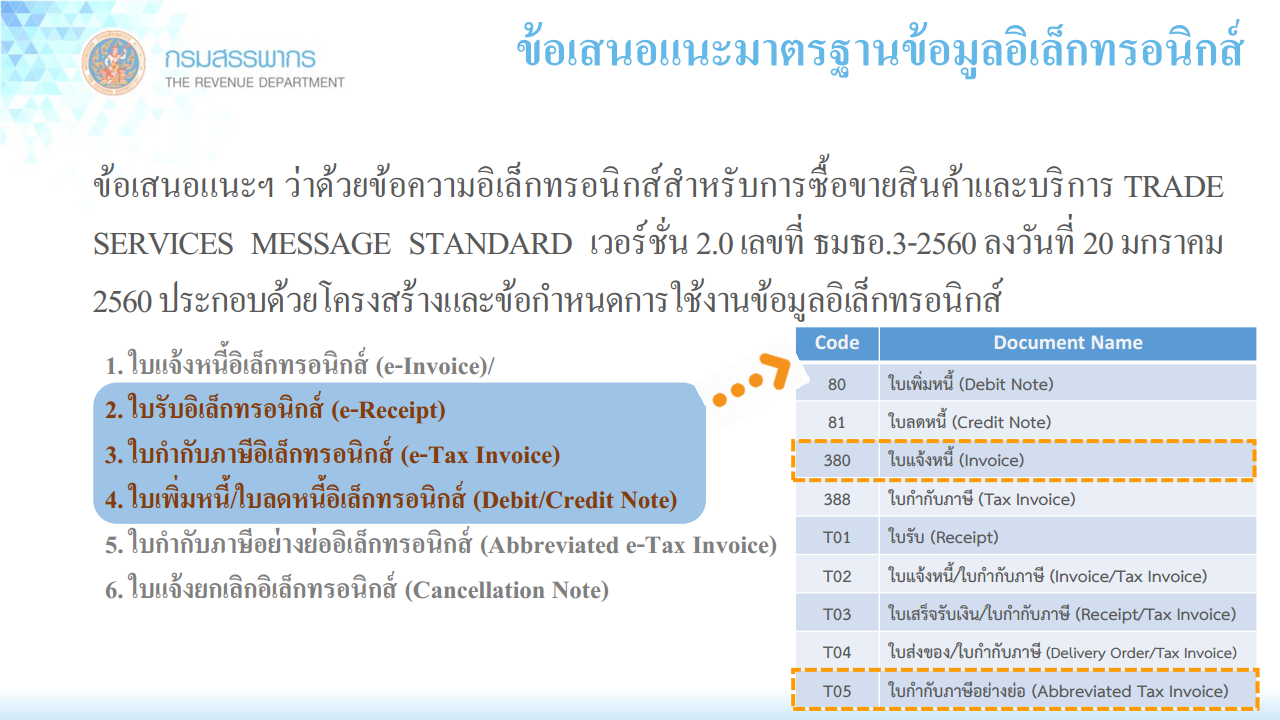 กรมสรรพากร
THE REVENUE DEPARTMENT
ข้อเสนอแนะมาตรฐานข้อมูลอิเล็กทรอนิกส์
ข้อเสนอแนะฯ ว่าด้วยข้อความอิเล็กทรอนิกส์สำหรับการซื้อขายสินค้าและบริการ TRADE
SERVICES MESSAGE STANDARD เวอร์ชั่น 2.0 เลขที่ ธมธอ.3-2560 ลงวันที่ 20 มกราคม
2560 ประกอบด้วยโครงสร้างและข้อกำหนดการใช้งานข้อมูลอิเล็กทรอนิกส์
1. ใบแจ้งหนี้อิเล็กทรอนิกส์ (e-Invoice)/
2. ใบรับอิเล็กทรอนิกส์ (e-Receipt)
3. ใบกำกับภาษีอิเล็กทรอนิกส์ (e-Tax Invoice)
4. ใบเพิ่มหนี้/ใบลดหนี้อิเล็กทรอนิกส์ (Debit/Credit Note)
5. ใบกำกับภาษีอย่างย่ออิเล็กทรอนิกส์ (Abbreviated e-Tax Invoice)
6. ใบแจ้งยกเลิกอิเล็กทรอนิกส์ (Cancellation Note)
Code Document Name
80 ใบเพิ่มหนี้ (Debit Note)
81 ใบลดหนี้ (Credit Note)
380 ใบแจ้งหนี้ (Invoice)
388 ใบกำกับภาษี (Tax Invoice)
T01 ใบรับ (Receipt)
T02 ใบแจ้งหนี้/ใบกำกับภาษี (Invoice/Tax Invoice)
T03 ใบเสร็จรับเงิน/ใบกำกับภาษี (Receipt/Tax Invoice)
T04 ใบส่งของ/ใบกำกับภาษี (Delivery Order/Tax Invoice)
T05 ใบกำกับภาษีอย่างย่อ (Abbreviated Tax Invoice)